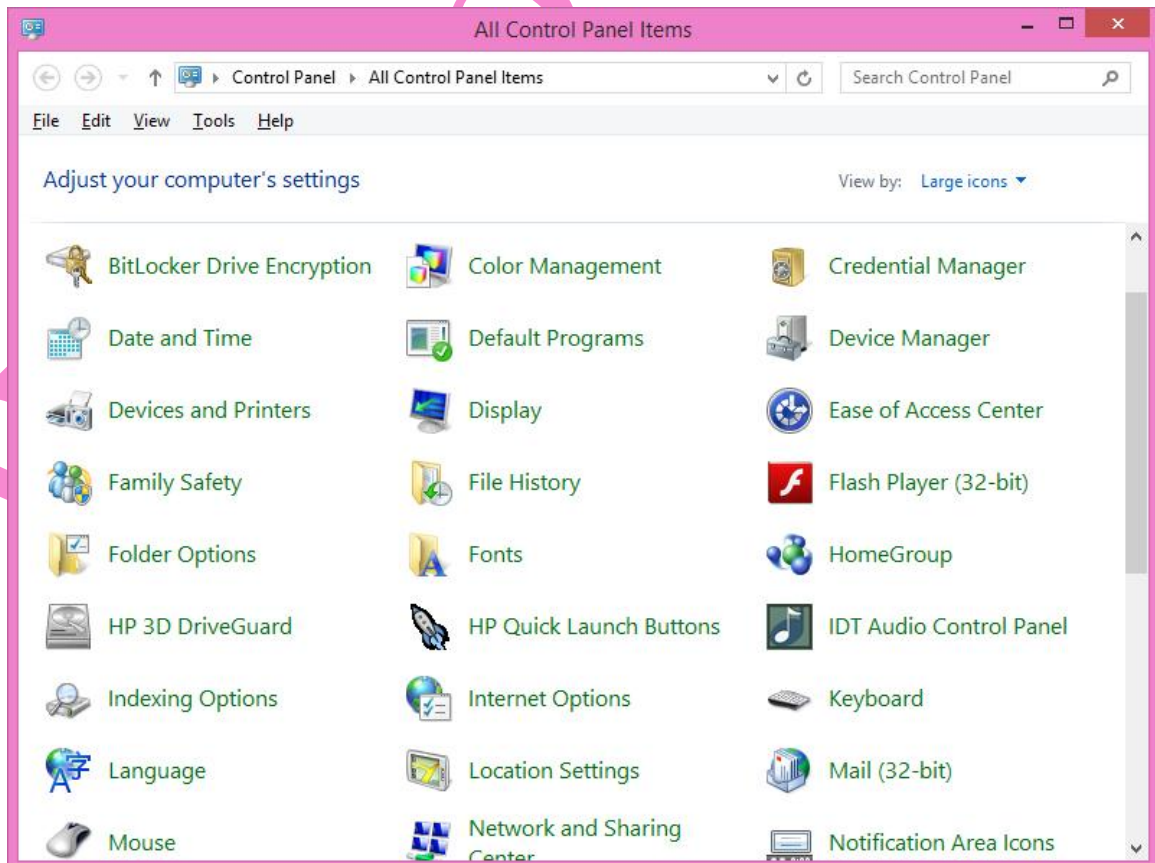 All Control Panel Items
Control Panel All Control Panel Items
Search Control Panel
File Edit View Tools Help
Adjust your computer's settings
View by: Large icons
BitLocker Drive Encryption
Color Management
Credential Manager
Date and Time
Default Programs
Device Manager
Devices and Printers
Display
Ease of Access Center
Family Safety
File History
Flash Player (32-bit)
Folder Options
Fonts
HomeGroup
HP 3D DriveGuard
HP Quick Launch Buttons
IDT Audio Control Panel
Indexing Options
Internet Options
Keyboard
Language
Location Settings
Mail (32-bit)
Mouse
Network and Sharing
Center
Notification Area Icons